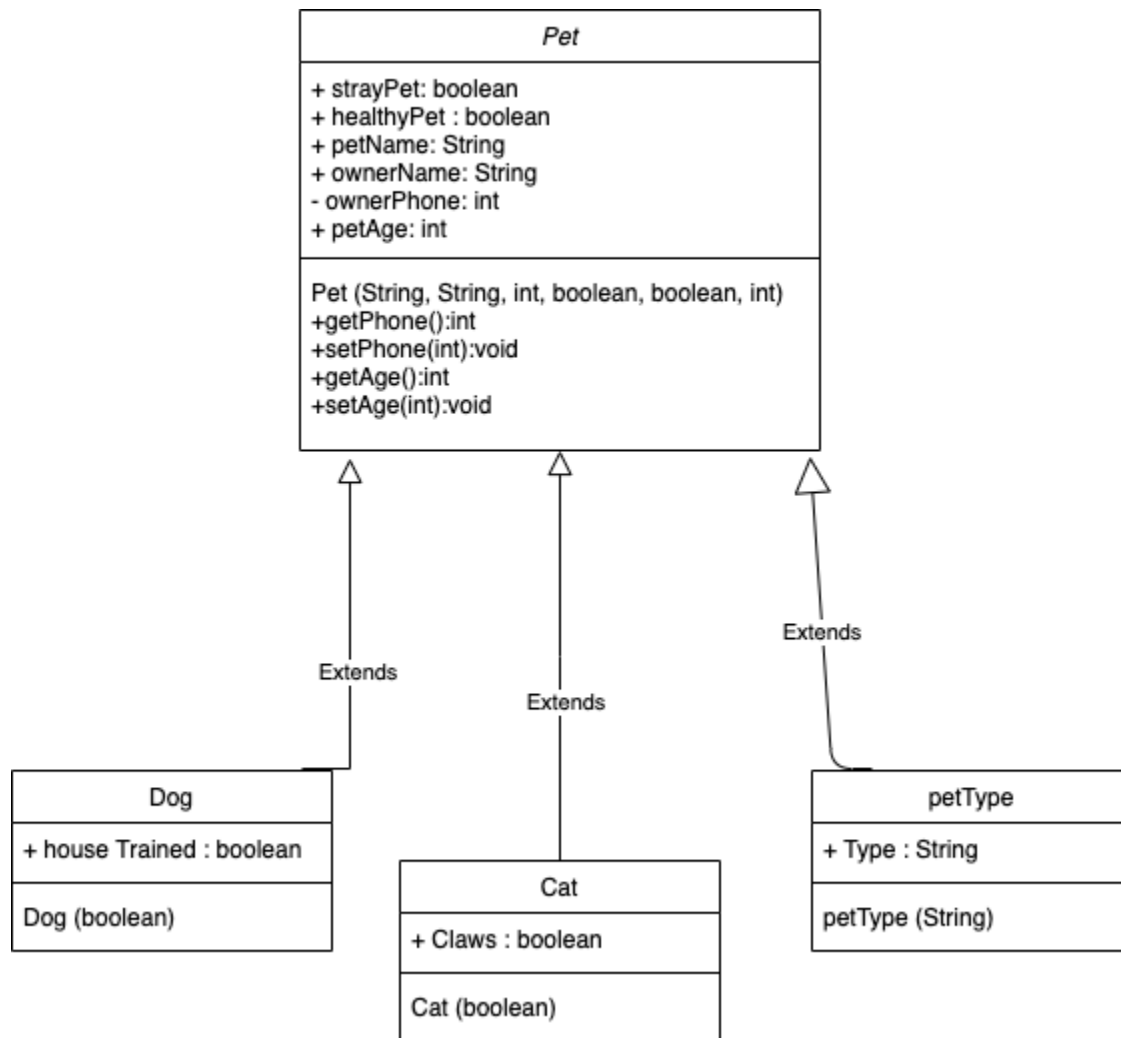 Pet
+ strayPet: boolean
+ healthyPet : boolean
+ petName: String
+ ownerName: String
- ownerPhone: int
+ petAge: int
Pet (String, String, int, boolean, boolean, int)
+getPhone():int
+setPhone(int):void
+getAge():int
+setAge(int):void
Extends
Extends
Extends
Dog
+ house Trained : boolean
Dog (boolean)
Cat
+ Claws : boolean
Cat (boolean)
petType
+ Type : String
petType (String)